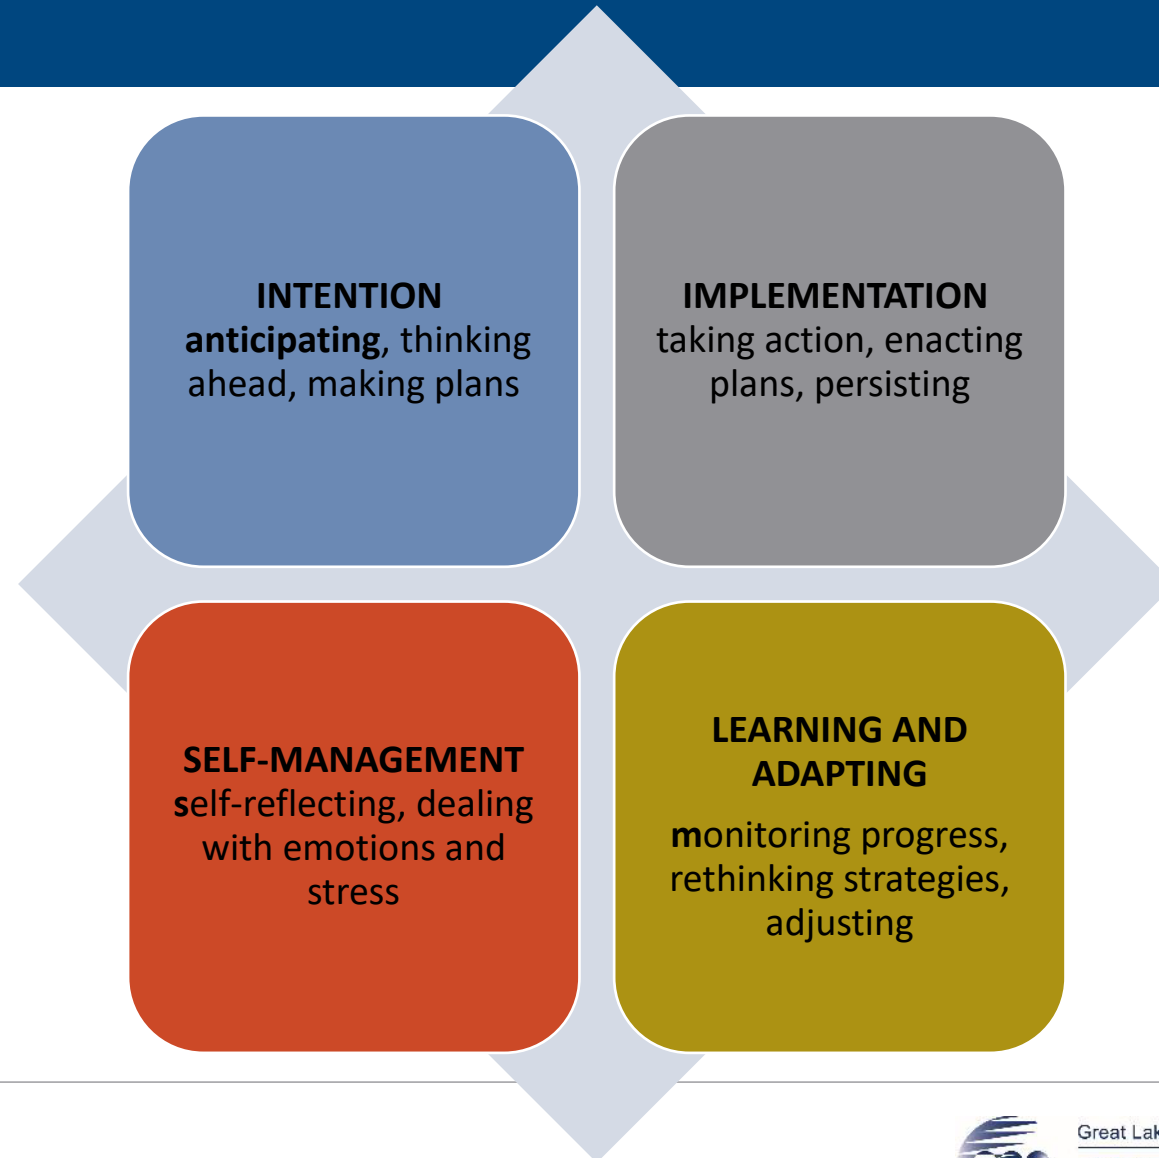 INTENTION
anticipating, thinking
ahead, making plans
IMPLEMENTATION
taking action, enacting
plans, persisting
SELF-MANAGEMENT
self-reflecting, dealing
with emotions and
stress
LEARNING AND
ADAPTING
monitoring progress,
rethinking strategies,
adjusting
Great